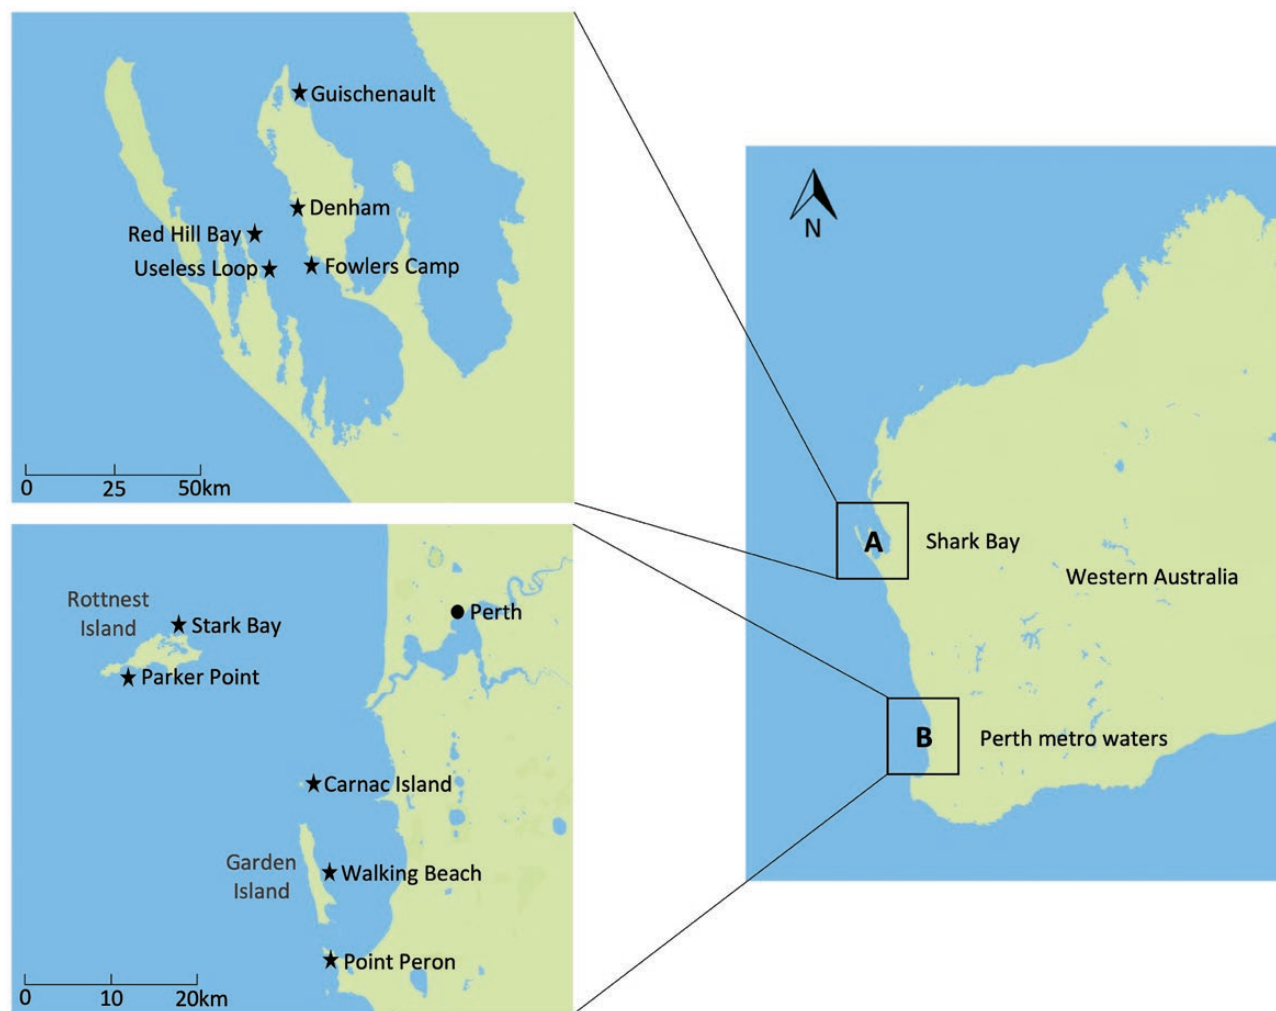 Guischenault
Denham
Red Hill Bay
Useless Loop
Fowlers Camp
0 25 50km
Rottnest
Island
Stark Bay
Parker Point
Perth
Carnac Island
Garden
Island
Walking Beach
Point Peron
0 10 20km
N
A
Shark Bay
Western Australia
B
Perth metro waters